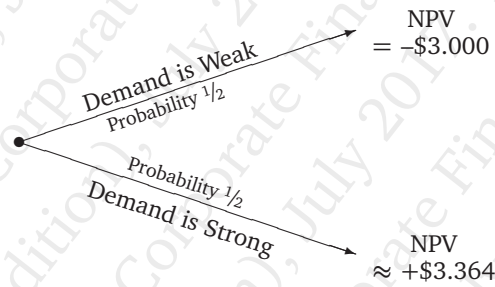 NPV
= –$3.000
Demand is Weak
Probability 1/2
Probability 1/2
Demand is Strong
NPV
≈ +$3.364